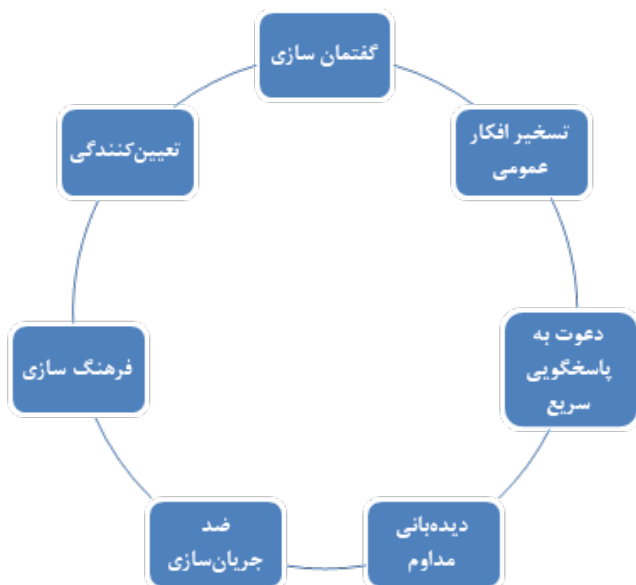 گفتمان سازی
تسخیر افکار
عمومی
دعوت به
پاسخگویی
سریع
دیده‌بانی
مداوم
ضد
جریان‌سازی
فرهنگ سازی
تعیین‌کنندگی